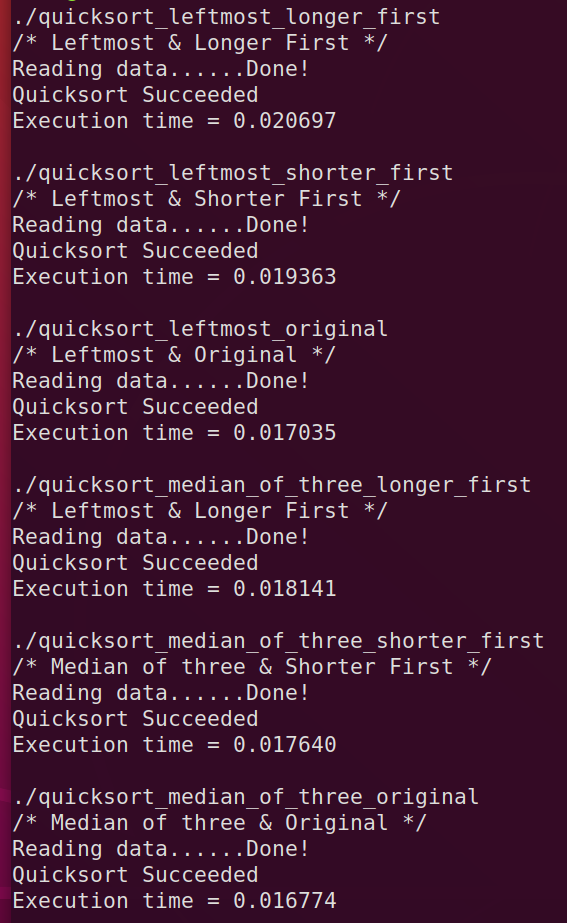 ./quicksort_leftmost_longer_first
/* Leftmost & Longer First */
Reading data......Done!
Quicksort Succeeded
Execution time = 0.020697

./quicksort_leftmost_shorter_first
/* Leftmost & Shorter First */
Reading data......Done!
Quicksort Succeeded
Execution time = 0.019363

./quicksort_leftmost_original
/* Leftmost & Original */
Reading data......Done!
Quicksort Succeeded
Execution time = 0.017035

./quicksort_median_of_three_longer_first
/* Leftmost & Longer First */
Reading data......Done!
Quicksort Succeeded
Execution time = 0.018141

./quicksort_median_of_three_shorter_first
/* Median of three & Shorter First */
Reading data......Done!
Quicksort Succeeded
Execution time = 0.017640

./quicksort_median_of_three_original
/* Median of three & Original */
Reading data......Done!
Quicksort Succeeded
Execution time = 0.016774